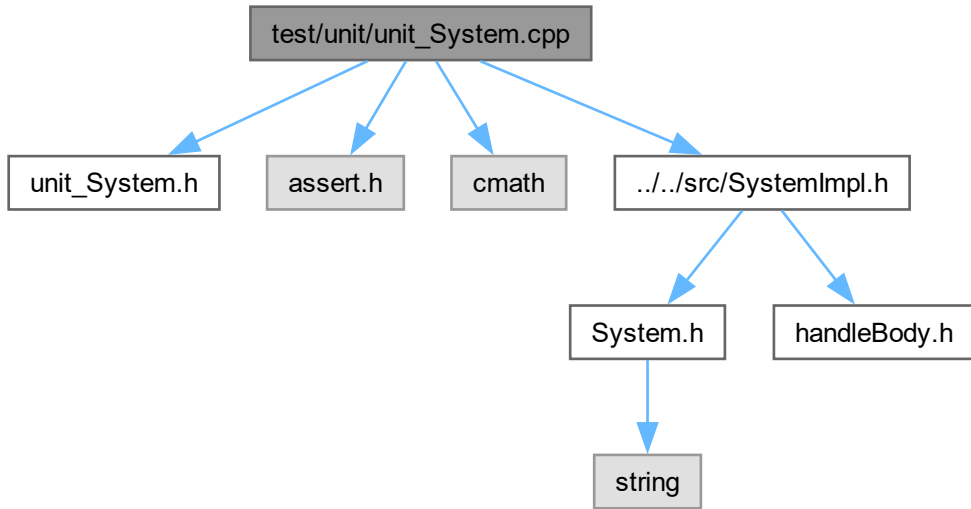 test/unit/unit_System.cpp
unit_System.h
assert.h
cmath
../../src/SystemImpl.h
System.h
handleBody.h
string